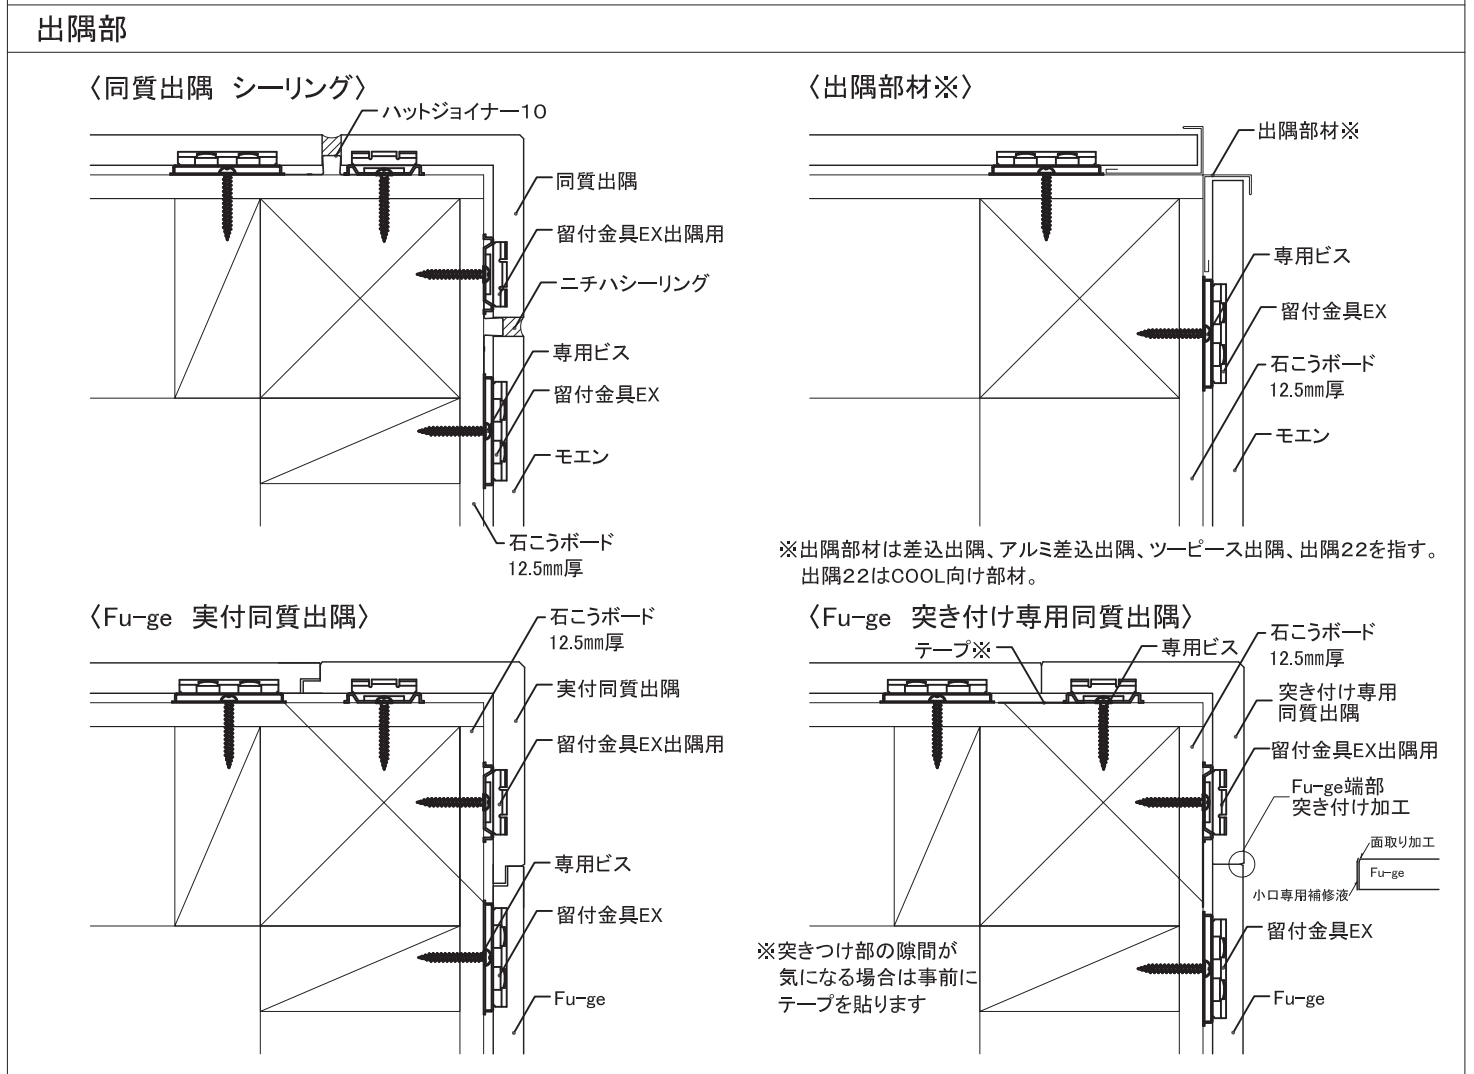 出隅部
〈同質出隅 シーリング〉
ハットジョイナー10
同質出隅
留付金具EX出隅用
ニチハシーリング
専用ビス
留付金具EX
モエン
石こうボード
12.5mm厚
〈出隅部材※〉
出隅部材※
専用ビス
留付金具EX
石こうボード
12.5mm厚
モエン
※出隅部材は差込出隅、アルミ差込出隅、ツーピース出隅、出隅22を指す。
出隅22はCOOL向け部材。
〈Fu-ge 実付同質出隅〉
石こうボード
12.5mm厚
実付同質出隅
留付金具EX出隅用
専用ビス
留付金具EX
Fu-ge
〈Fu-ge 突き付け専用同質出隅〉
テープ※
専用ビス
石こうボード
12.5mm厚
突き付け専用
同質出隅
留付金具EX出隅用
Fu-ge端部
突き付け加工
面取り加工
Fu-ge
小口専用補修液
留付金具EX
Fu-ge
※突きつけ部の隙間が
気になる場合は事前に
テープを貼ります